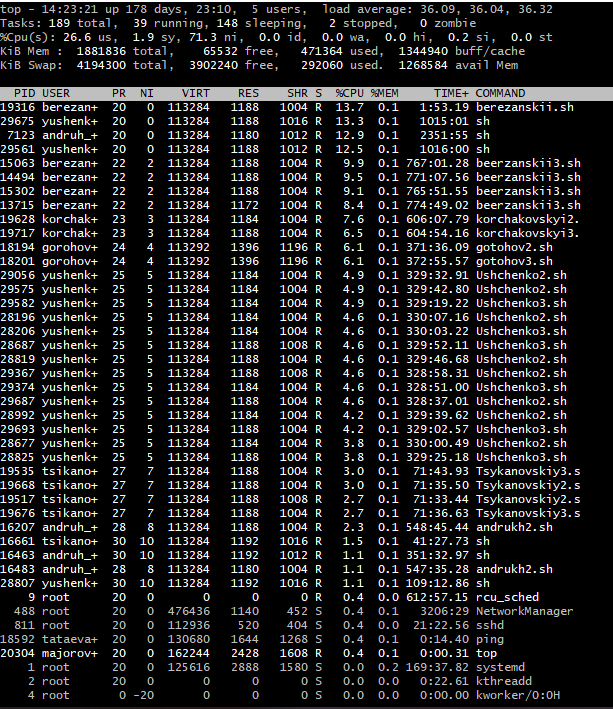 top - 14:23:21 up 178 days, 23:10,  5 users,  load average: 36.09, 36.04, 36.32
Tasks: 189 total,  39 running, 148 sleeping,   2 stopped,   0 zombie
%Cpu(s): 26.6 us,  1.9 sy, 71.3 ni,  0.0 id,  0.0 wa,  0.0 hi,  0.2 si,  0.0 st
KiB Mem :  1881836 total,    65532 free,   471364 used,  1344940 buff/cache
KiB Swap:  4194300 total,  3902240 free,   292060 used.  1268584 avail Mem
PID USER PR NI VIRT RES SHR S %CPU %MEM TIME+ COMMAND
19316 berezan+ 20 0 113284 1188 1004 R 13.7 0.1 1:53.19 berezanskii.sh
29675 yushenk+ 20 0 113284 1188 1016 R 13.3 0.1 1015:01 sh
7123 andruh_+ 20 0 113284 1180 1012 R 12.9 0.1 2351:55 sh
29561 yushenk+ 20 0 113284 1188 1012 R 12.5 0.1 1016:00 sh
15063 berezan+ 22 2 113284 1188 1004 R 9.9 0.1 767:01.28 beerzanskii3.sh
14494 berezan+ 22 2 113284 1188 1004 R 9.5 0.1 771:07.56 beerzanskii3.sh
15302 berezan+ 22 2 113284 1188 1004 R 9.1 0.1 765:51.55 beerzanskii3.sh
13715 berezan+ 22 2 113284 1188 1172 R 8.4 0.1 774:49.02 beerzanskii3.sh
19628 korchak+ 23 3 113284 1184 1004 R 7.6 0.1 606:07.79 korchakovskyi2.
19717 korchak+ 23 3 113284 1188 1004 R 6.5 0.1 604:54.16 korchakovskyi3.
18194 gorohov+ 24 4 113292 1396 1196 R 6.1 0.1 371:36.09 gotohov2.sh
18201 gorohov+ 24 4 113292 1396 1196 R 6.1 0.1 372:55.57 gotohov3.sh
29056 yushenk+ 25 5 113284 1184 1004 R 4.9 0.1 329:32.91 Ushchenko2.sh
29575 yushenk+ 25 5 113284 1188 1004 R 4.9 0.1 329:42.80 Ushchenko2.sh
29582 yushenk+ 25 5 113284 1188 1004 R 4.9 0.1 329:19.22 Ushchenko3.sh
28196 yushenk+ 25 5 113284 1184 1004 R 4.6 0.1 330:07.16 Ushchenko2.sh
28206 yushenk+ 25 5 113284 1184 1004 R 4.6 0.1 330:03.22 Ushchenko3.sh
28687 yushenk+ 25 5 113284 1188 1008 R 4.6 0.1 329:52.11 Ushchenko3.sh
28819 yushenk+ 25 5 113284 1188 1008 R 4.6 0.1 329:46.68 Ushchenko2.sh
29367 yushenk+ 25 5 113284 1184 1008 R 4.6 0.1 328:58.31 Ushchenko2.sh
29374 yushenk+ 25 5 113284 1188 1004 R 4.6 0.1 328:51.00 Ushchenko3.sh
29687 yushenk+ 25 5 113284 1188 1004 R 4.6 0.1 328:37.01 Ushchenko2.sh
28992 yushenk+ 25 5 113284 1188 1004 R 4.2 0.1 329:39.62 Ushchenko3.sh
29693 yushenk+ 25 5 113284 1188 1004 R 4.2 0.1 329:02.57 Ushchenko3.sh
28677 yushenk+ 25 5 113284 1188 1008 R 3.8 0.1 330:00.49 Ushchenko2.sh
28825 yushenk+ 25 5 113284 1188 1004 R 3.8 0.1 329:25.18 Ushchenko3.sh
19535 tsikano+ 27 7 113284 1188 1004 R 3.0 0.1 71:43.93 Tsykanovskiy3.s
19668 tsikano+ 27 7 113284 1188 1004 R 3.0 0.1 71:35.50 Tsykanovskiy2.s
19517 tsikano+ 27 7 113284 1188 1004 R 2.7 0.1 71:33.44 Tsykanovskiy2.s
19676 tsikano+ 27 7 113284 1188 1004 R 2.7 0.1 71:36.63 Tsykanovskiy3.s
16207 andruh_+ 28 8 113284 1188 1004 R 2.3 0.1 548:45.44 andrukh2.sh
16661 tsikano+ 30 10 113284 1192 1016 R 1.5 0.1 41:27.73 sh
16463 andruh_+ 30 10 113284 1192 1012 R 1.1 0.1 351:32.97 sh
16483 andruh_+ 28 8 113284 1180 1004 R 1.1 0.1 547:35.28 andrukh2.sh
28807 yushenk+ 30 10 113284 1192 1016 R 1.1 0.1 109:12.86 sh
9 root 20 0 0 0 0 R 0.4 0.0 612:57.15 rcu_sched
488 root 20 0 476436 1140 452 S 0.4 0.1 3206:29 NetworkManager
811 root 20 0 112936 520 404 S 0.4 0.0 21:22.56 sshd
18592 tataeva+ 20 0 130680 1644 1268 S 0.4 0.1 0:14.40 ping
20304 majorov+ 20 0 162244 2428 1608 R 0.4 0.1 0:00.31 top
1 root 20 0 125616 2888 1580 S 0.0 0.2 169:37.82 systemd
2 root 20 0 0 0 0 S 0.0 0.0 0:22.61 kthreadd
4 root 0 -20 0 0 0 S 0.0 0.0 0:00.00 kworker/0:0H